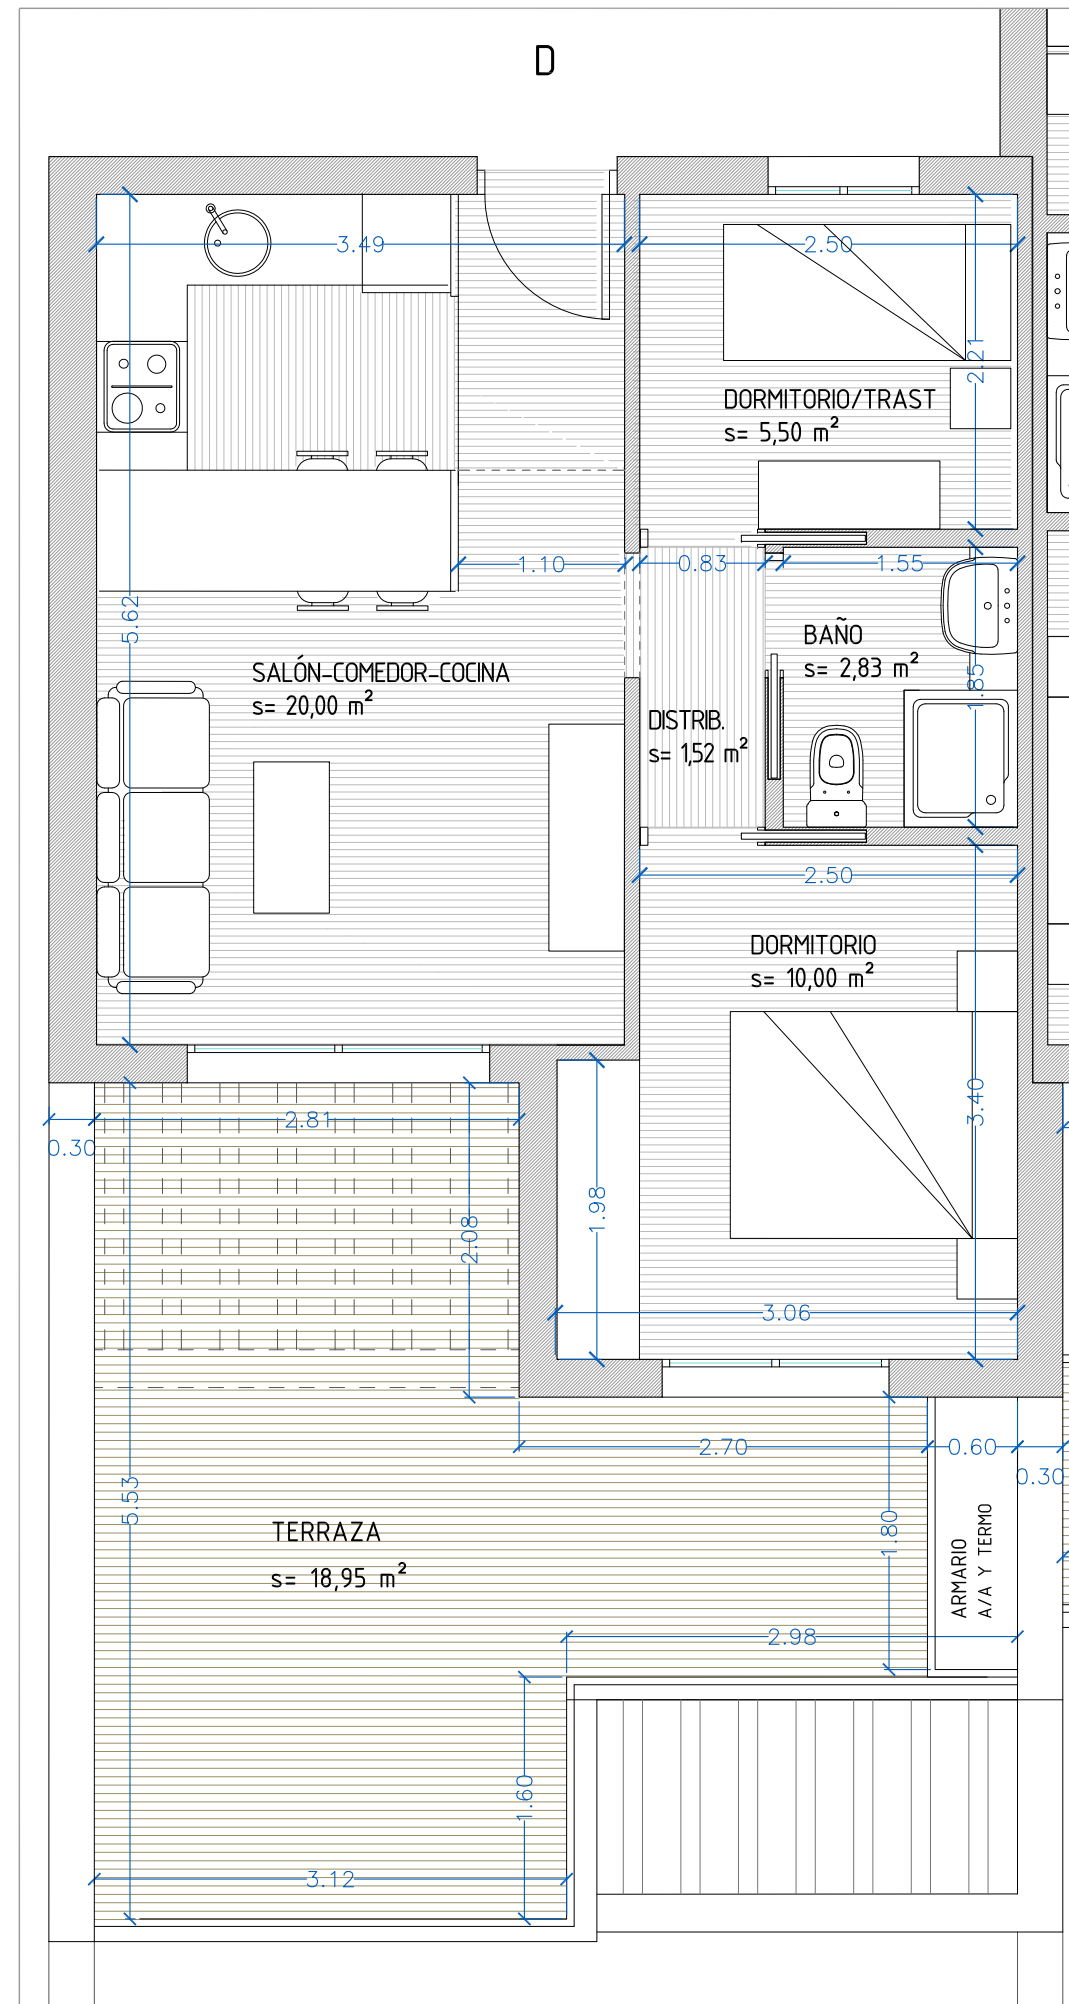 D
3.49
2.50
2.21
DORMITORIO/TRAST
s= 5,50 m²
1.10
0.83
1.55
5.62
BAÑO
s= 2,83 m²
1.85
SALÓN-COMEDOR-COCINA
s= 20,00 m²
DISTRIB.
s= 1,52 m²
2.50
DORMITORIO
s= 10,00 m²
3.40
2.81
0.30
1.98
2.08
3.06
2.70
0.60
0.30
5.53
TERRAZA
s= 18,95 m²
1.80
ARMARIO
A/A Y TERMO
2.98
1.60
3.12